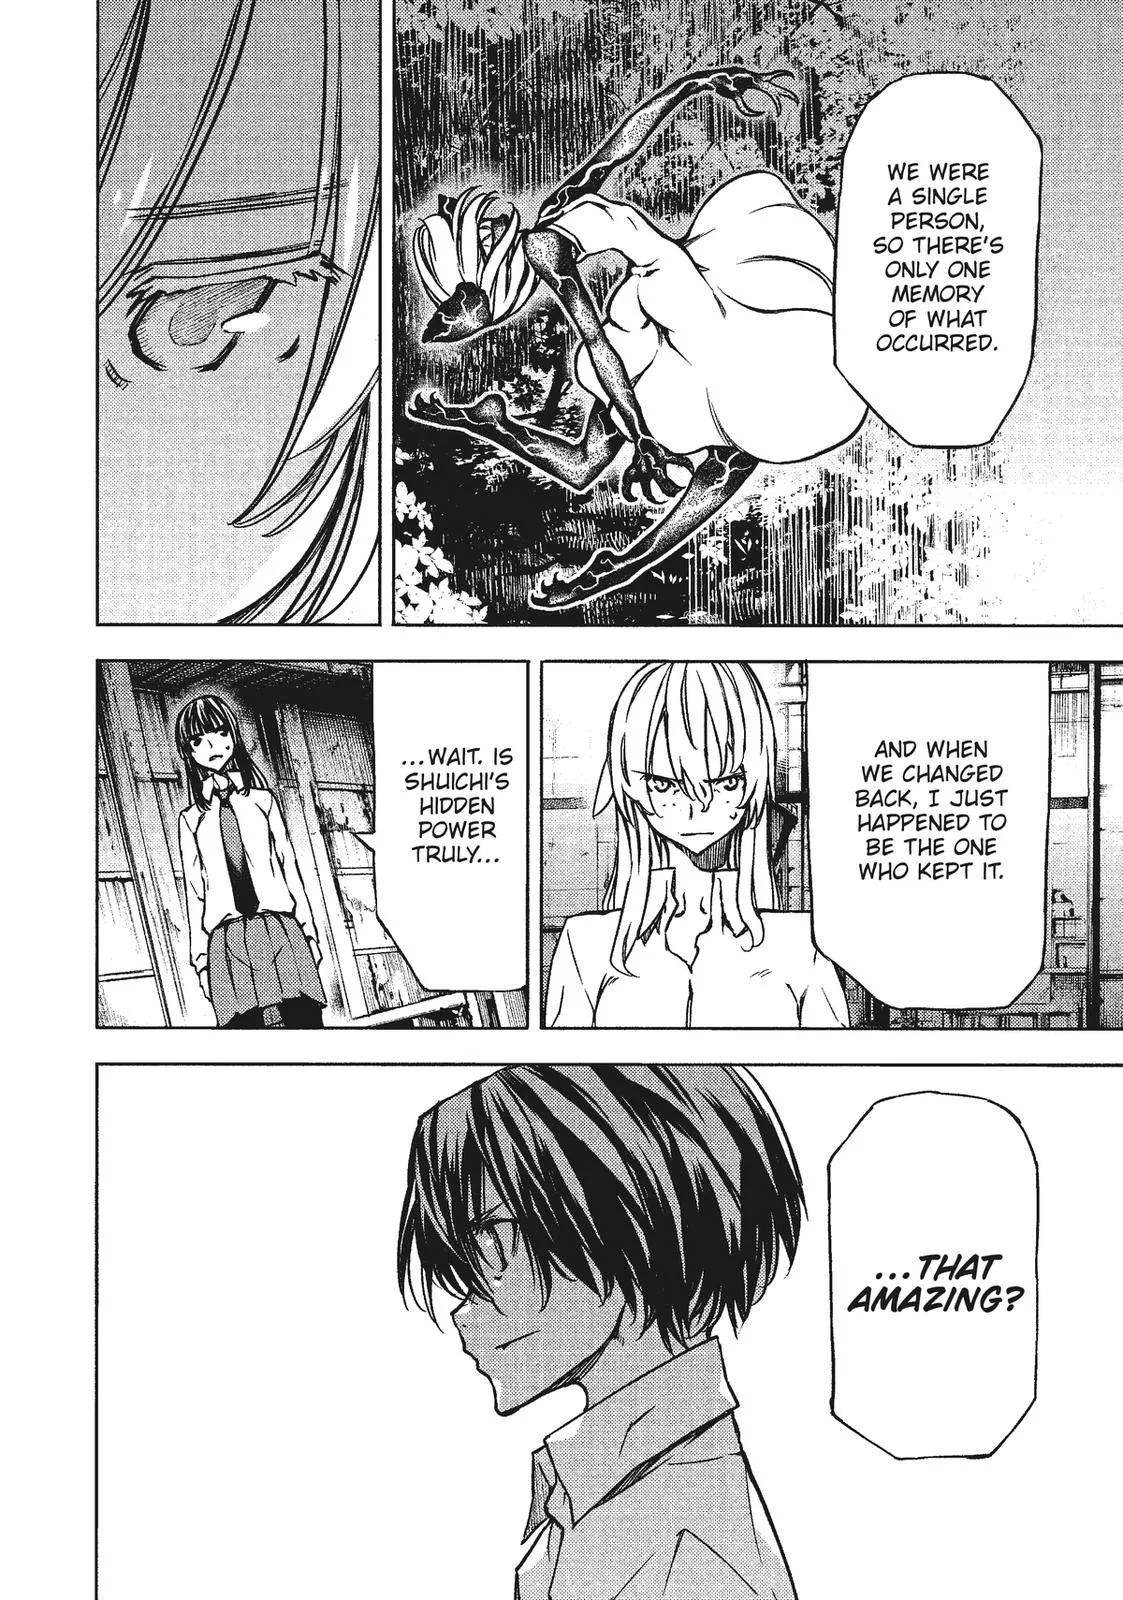 WE WERE
A SINGLE
PERSON,
SO THERE'S
ONLY ONE
MEMORY
OF WHAT
OCCURRED.
AND WHEN
WE CHANGED
BACK, I JUST
HAPPENED TO
BE THE ONE
WHO KEPT IT.
...WAIT. IS
SHUICHI'S
HIDDEN
POWER
TRULY...
...THAT
AMAZING?